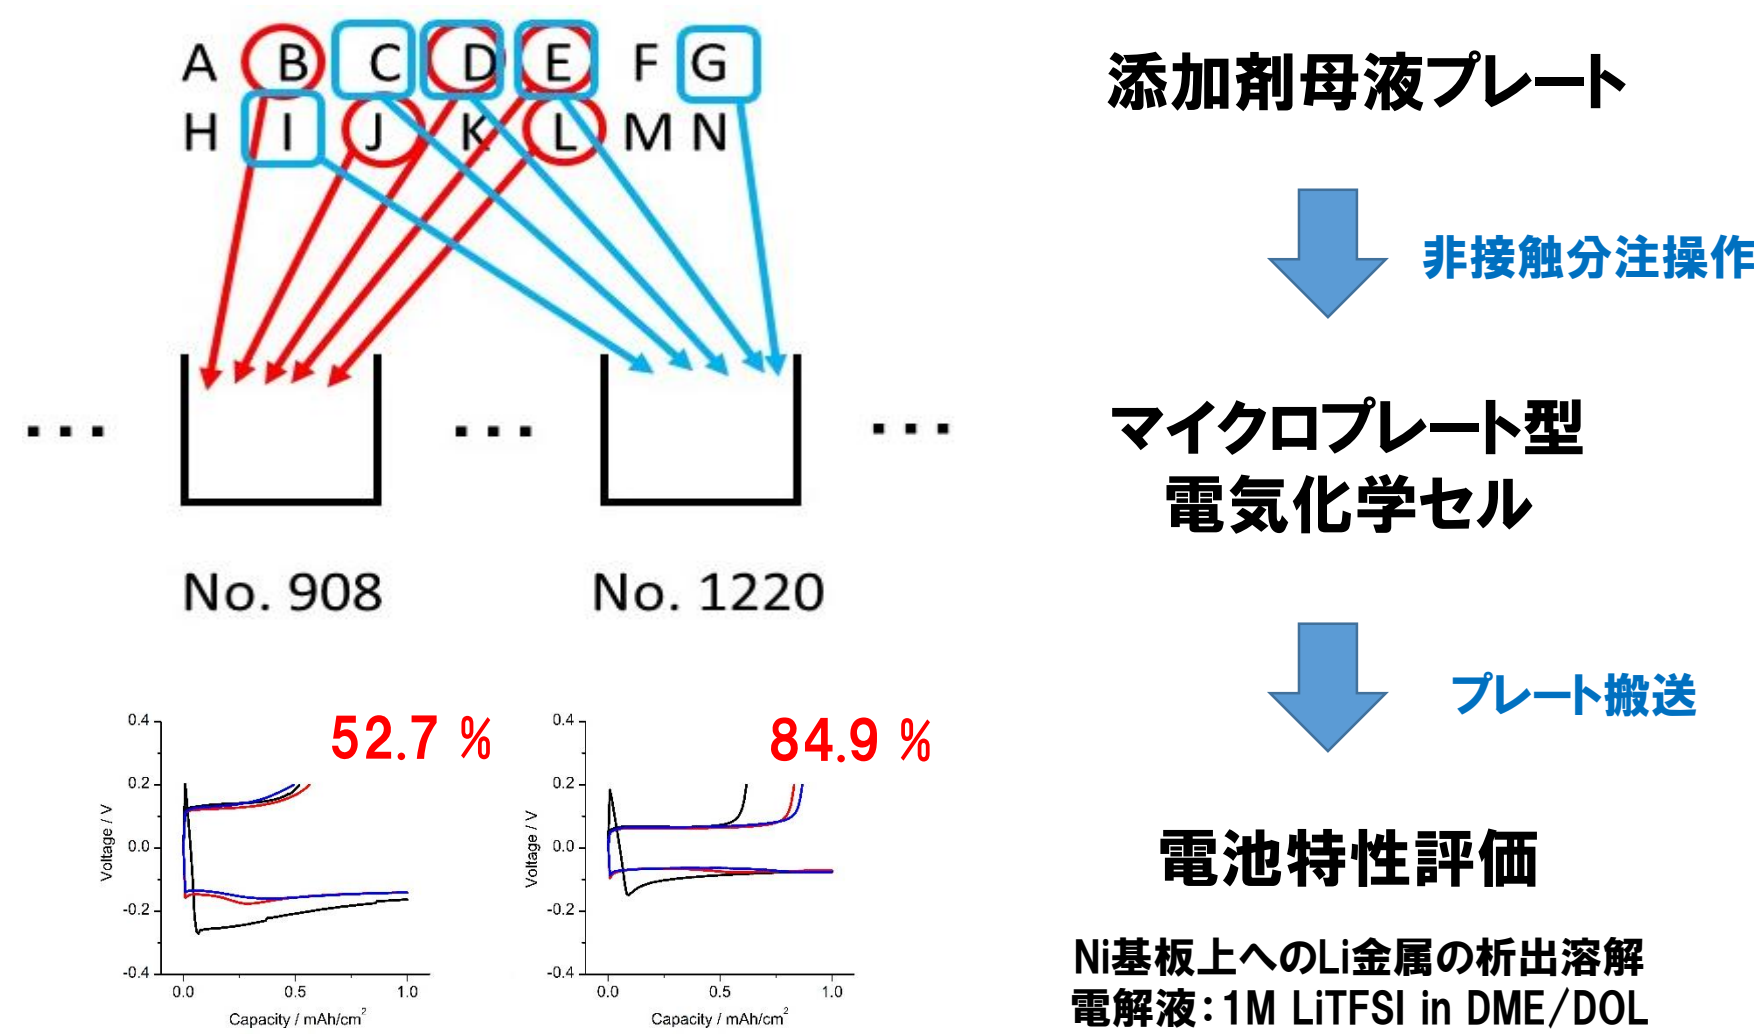 A B C D E F G
H I J K L M N
添加剤母液プレート
非接触分注操作
マイクロプレート型
電気化学セル
... ... ...
No. 908
No. 1220
プレート搬送
52.7 %
0.4
0.2
0.0
-0.2
-0.4
Voltage / V
0.0 0.5 1.0
Capacity / mAh/cm²
84.9 %
0.4
0.2
0.0
-0.2
-0.4
Voltage / V
0.0 0.5 1.0
Capacity / mAh/cm²
電池特性評価
Ni基板上へのLi金属の析出溶解
電解液：1M LiTFSI in DME/DOL